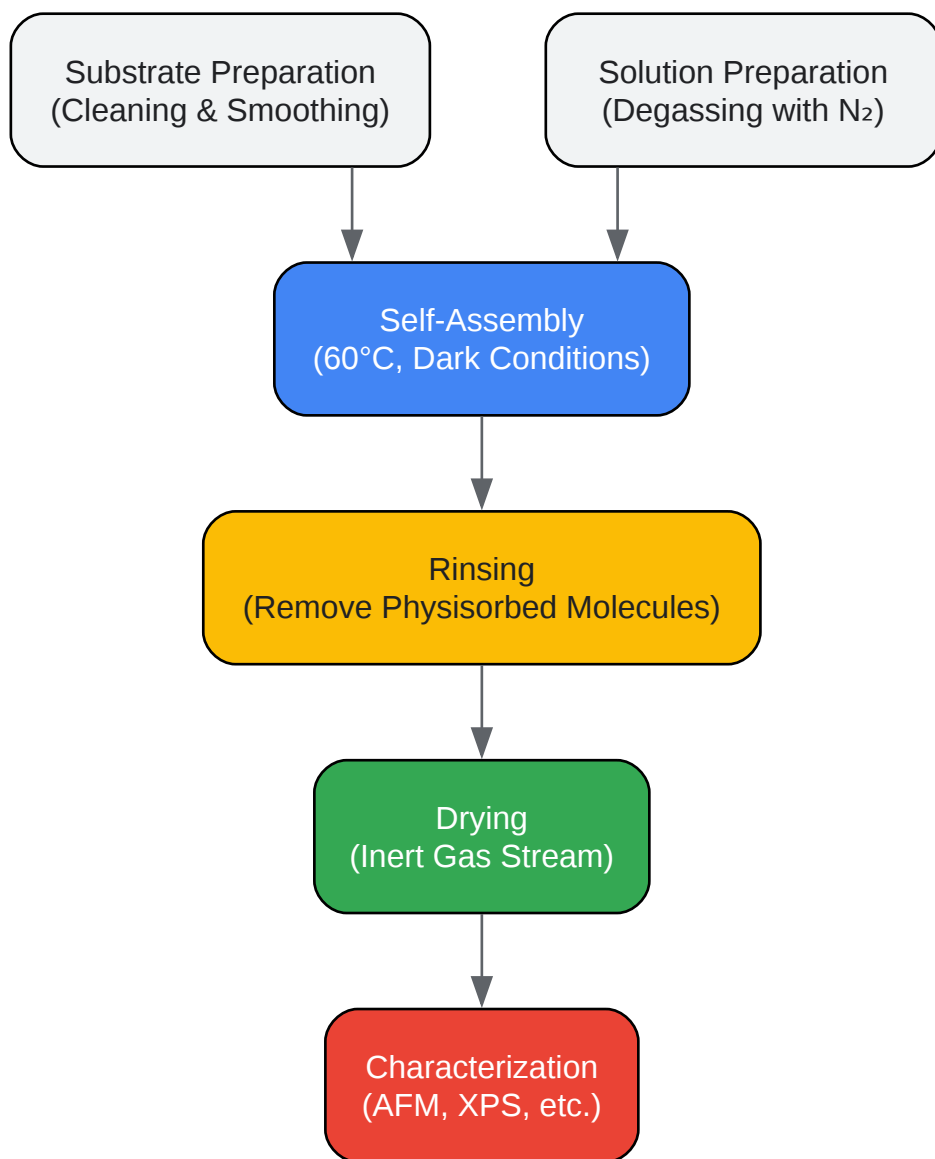 Substrate Preparation
(Cleaning & Smoothing)
Solution Preparation
(Degassing with N₂)
Self-Assembly
(60°C, Dark Conditions)
Rinsing
(Remove Physisorbed Molecules)
Drying
(Inert Gas Stream)
Characterization
(AFM, XPS, etc.)